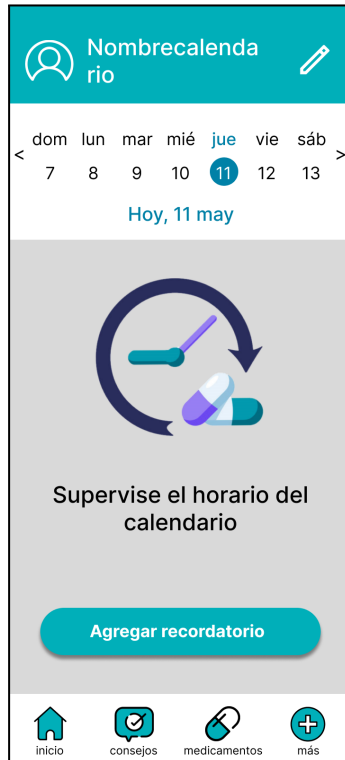 Nombrecalenda
rio
dom lun mar mié jue vie sáb
< 7 8 9 10 11 12 13 >
Hoy, 11 may
Supervise el horario del
calendario
Agregar recordatorio
inicio consejos medicamentos más